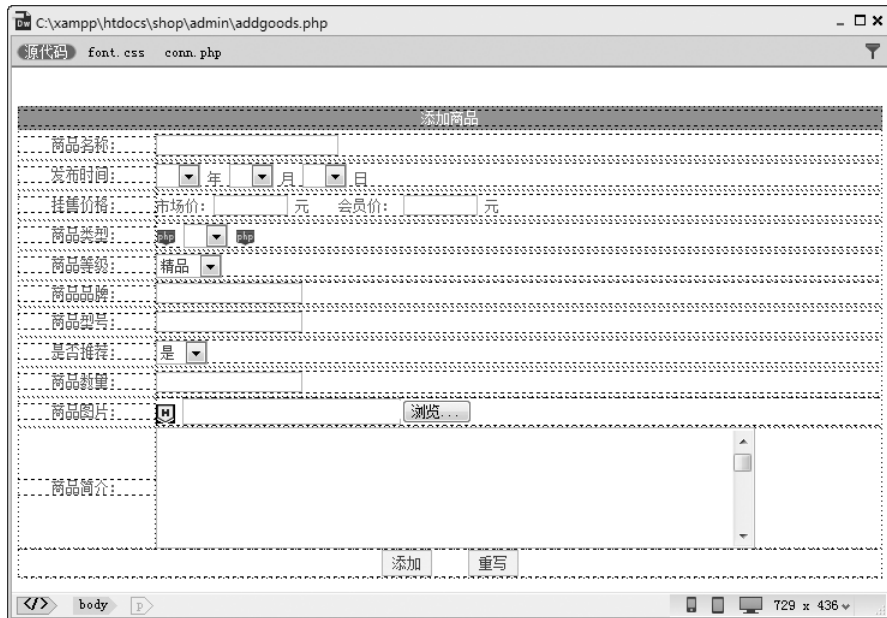 Dw C:\xampp\htdocs\shop\admin\addgoods.php
源代码 font.css conn.php
添加商品
商品名称:
发布时间: 年 月 日
挂售价格: 市场价: 元 会员价: 元
商品类型: php php
商品等级: 精品
商品品牌:
商品型号:
是否推荐: 是
商品数量:
商品图片: H 浏览...
商品简介:
添加 重写
</> body p 729 x 436